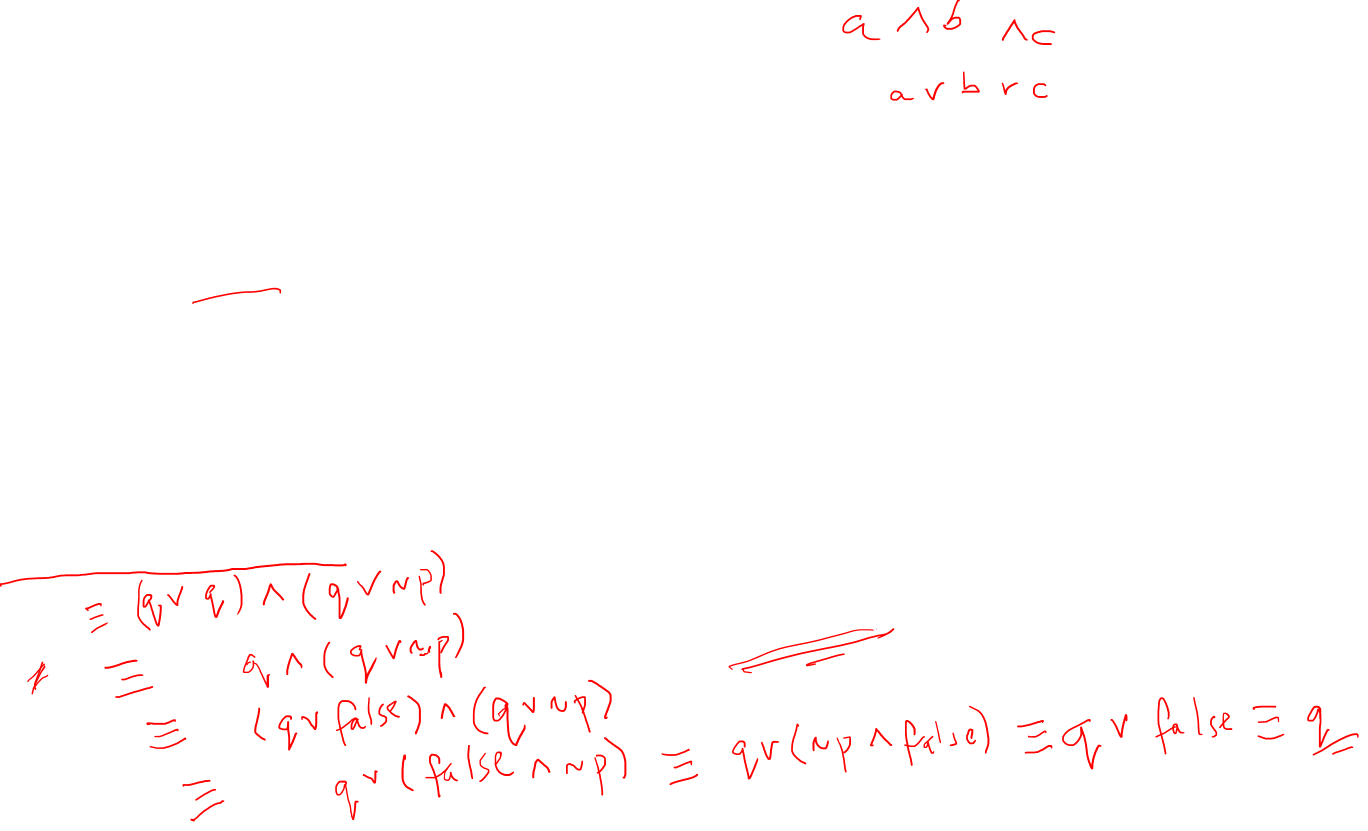 a ∧ b ∧ c
a ∨ b ∨ c
≡ (q ∨ q) ∧ (q ∨ ~p)
≡ q ∧ (q ∨ ~p)
≡ (q ∨ false) ∧ (q ∨ ~p)
≡ q ∨ (false ∧ ~p) ≡ q ∨ (~p ∧ false) ≡ q ∨ false ≡ q